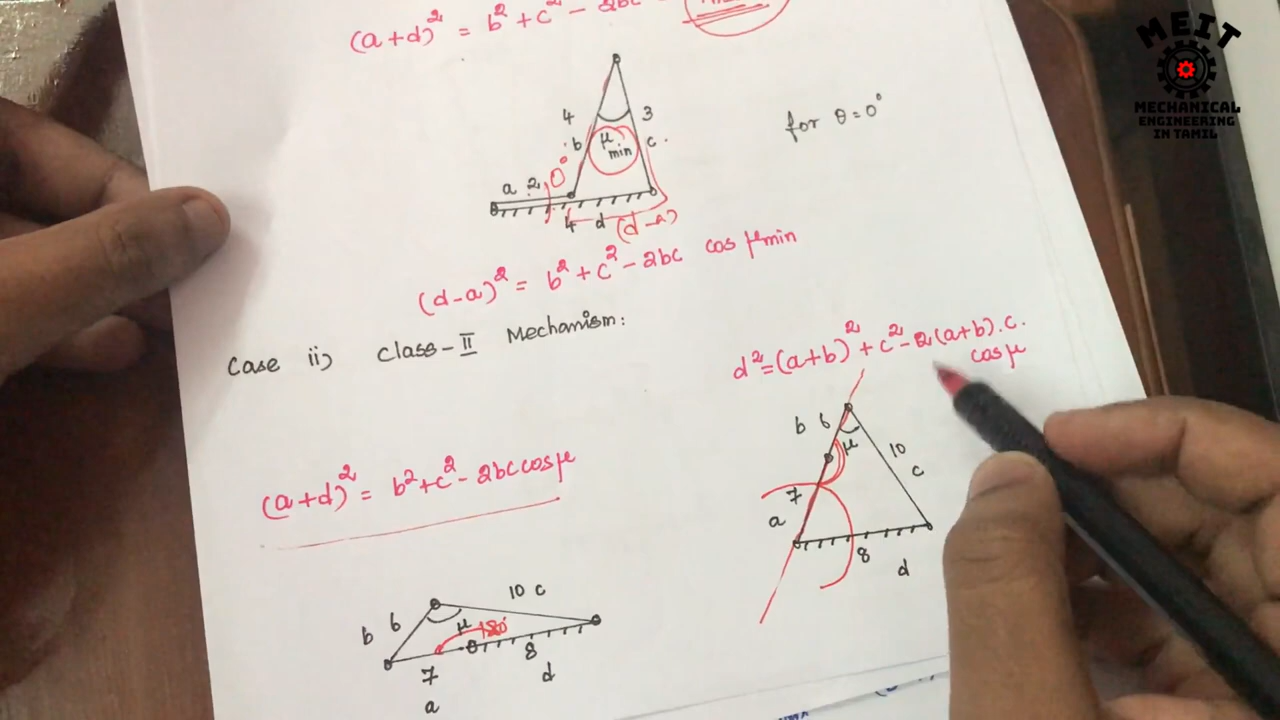 (a+d)² = b² + c² - 2bc
MEIT
MECHANICAL
ENGINEERING
IN TAMIL
4
3
for θ=0°
b
μ min
c
a 2
0°
4 d (d-a)
(d-a)² = b² + c² - 2bc cos μmin
Case ii) Class-II Mechanism:
d² = (a+b)² + c² - 2(a+b).c.
cosμ
b 6
μ
10
c
(a+d)² = b² + c² - 2bc cosμ
7
a
8
d
10 c
b 6
μ
180°
8
7
d
a